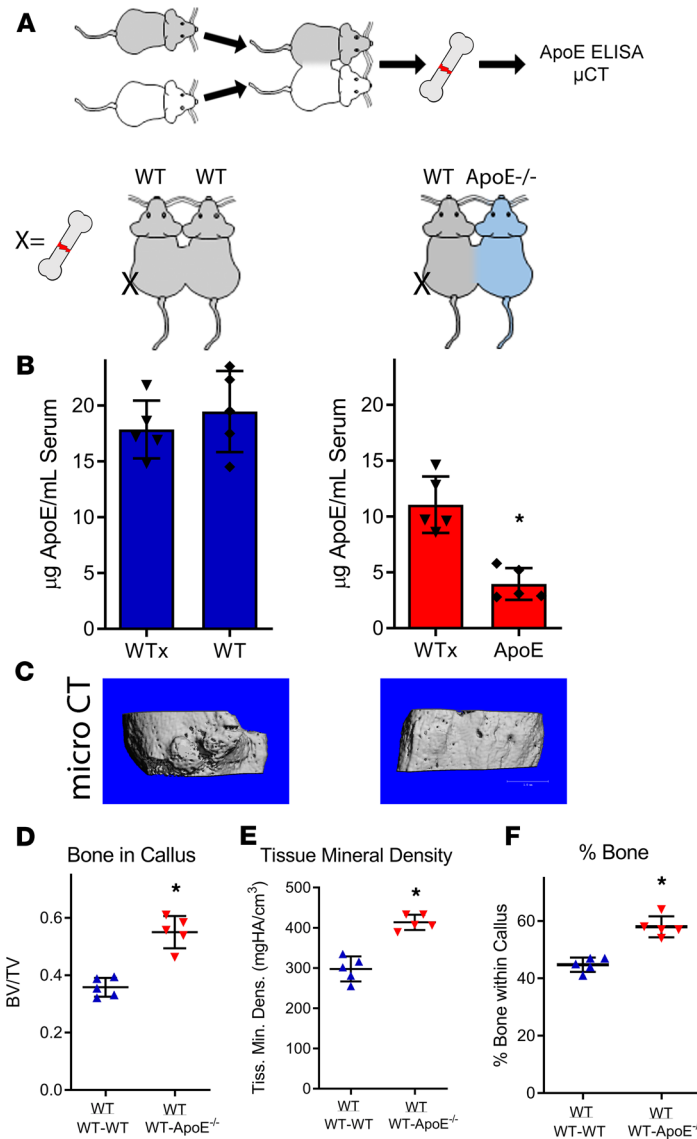 A
ApoE ELISA
µCT
WT WT
WT ApoE-/-
X=
X
X
B
µg ApoE/mL Serum
20
15
10
5
0
WTx WT
µg ApoE/mL Serum
20
15
10
5
0
*
WTx ApoE
C
micro CT
D
Bone in Callus
BV/TV
0.6
0.4
0.2
0.0
*
WT
WT-WT
WT
WT-ApoE-/-
E
Tissue Mineral Density
Tiss. Min. Dens. (mgHA/cm3)
500
400
300
200
100
0
*
WT
WT-WT
WT
WT-ApoE-/-
F
% Bone
% Bone within Callus
60
40
20
0
*
WT
WT-WT
WT
WT-ApoE-/